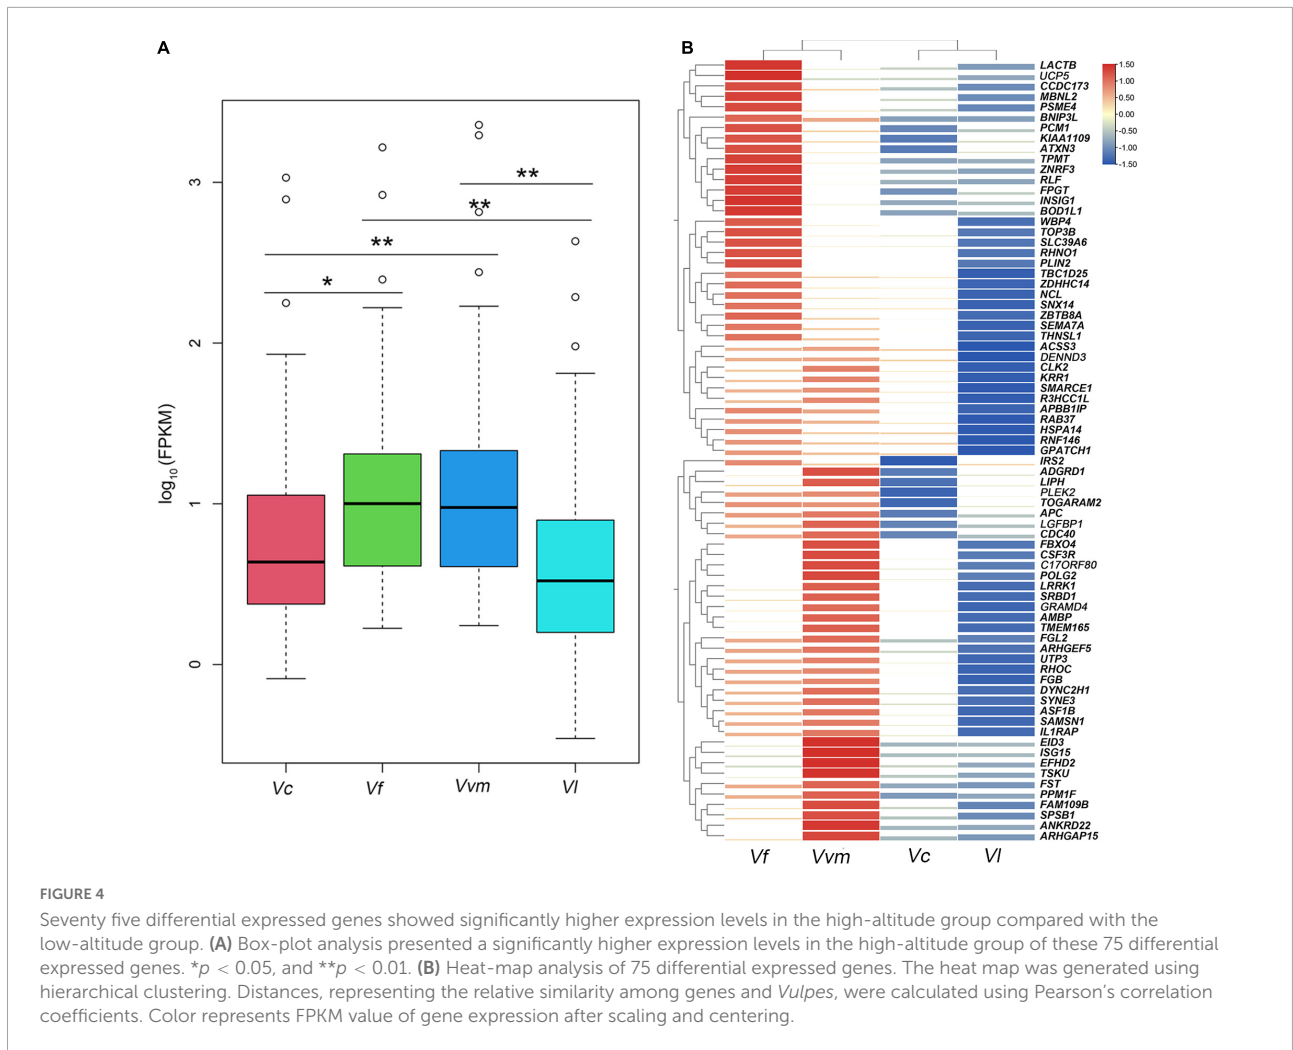 A
B
log10(FPKM)
3
2
1
0
**
**
**
*
Vc
Vf
Vvm
Vl
1.50
1.00
0.50
0.00
-0.50
-1.00
-1.50
LACTB
UCP5
CCDC173
MBNL2
PSME4
BNIP3L
PCM1
KIAA1109
ATXN3
TPMT
ZNRF3
RLF
FPGT
INSIG1
BOD1L1
WBP4
TOP3B
SLC39A6
RHNO1
PLIN2
TBC1D25
ZDHHC14
NCL
SNX14
ZBTB8A
SEMA7A
THNSL1
ACSS3
DENND3
CLK2
KRR1
SMARCE1
R3HCC1L
APBB1IP
RAB37
HSPA14
RNF146
GPATCH1
IRS2
ADGRD1
LIPH
PLEK2
TOGARAM2
APC
LGFBP1
CDC40
FBXO4
CSF3R
C17ORF80
POLG2
LRRK1
SRBD1
GRAMD4
AMBP
TMEM165
FGL2
ARHGEF5
UTP3
RHOC
FGB
DYNC2H1
SYNE3
ASF1B
SAMSN1
IL1RAP
EID3
ISG15
EFHD2
TSKU
FST
PPM1F
FAM109B
SPSB1
ANKRD22
ARHGAP15
Vf
Vvm
Vc
Vl
FIGURE 4
Seventy five differential expressed genes showed significantly higher expression levels in the high-altitude group compared with the
low-altitude group. (A) Box-plot analysis presented a significantly higher expression levels in the high-altitude group of these 75 differential
expressed genes. *p < 0.05, and **p < 0.01. (B) Heat-map analysis of 75 differential expressed genes. The heat map was generated using
hierarchical clustering. Distances, representing the relative similarity among genes and Vulpes, were calculated using Pearson's correlation
coefficients. Color represents FPKM value of gene expression after scaling and centering.